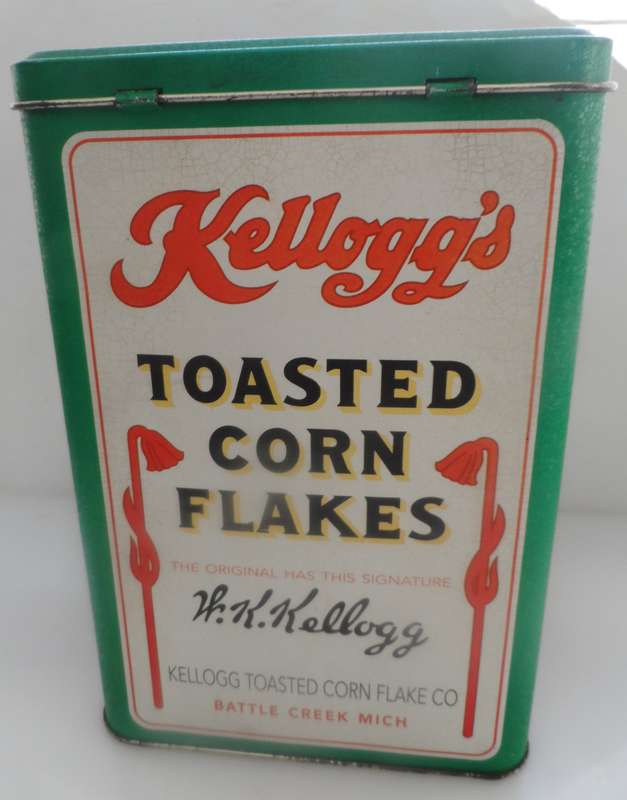 Kellogg's
TOASTED
CORN
FLAKES
THE ORIGINAL HAS THIS SIGNATURE
W.K.Kellogg
KELLOGG TOASTED CORN FLAKE CO
BATTLE CREEK MICH